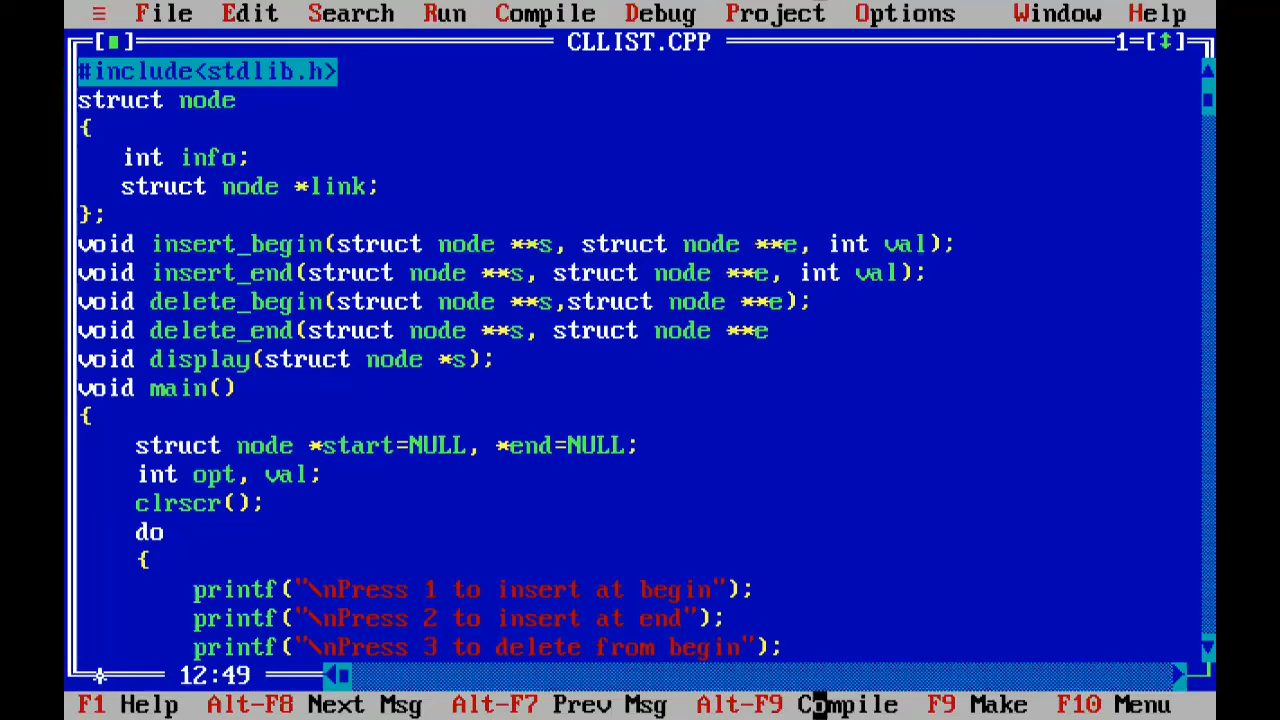 ≡ File Edit Search Run Compile Debug Project Options Window Help
[■] CLLIST.CPP 1=[↕]
#include<stdlib.h>
struct node
{
   int info;
   struct node *link;
};
void insert_begin(struct node **s, struct node **e, int val);
void insert_end(struct node **s, struct node **e, int val);
void delete_begin(struct node **s,struct node **e);
void delete_end(struct node **s, struct node **e
void display(struct node *s);
void main()
{
    struct node *start=NULL, *end=NULL;
    int opt, val;
    clrscr();
    do
    {
        printf("\nPress 1 to insert at begin");
        printf("\nPress 2 to insert at end");
        printf("\nPress 3 to delete from begin");
12:49
F1 Help Alt-F8 Next Msg Alt-F7 Prev Msg Alt-F9 Compile F9 Make F10 Menu